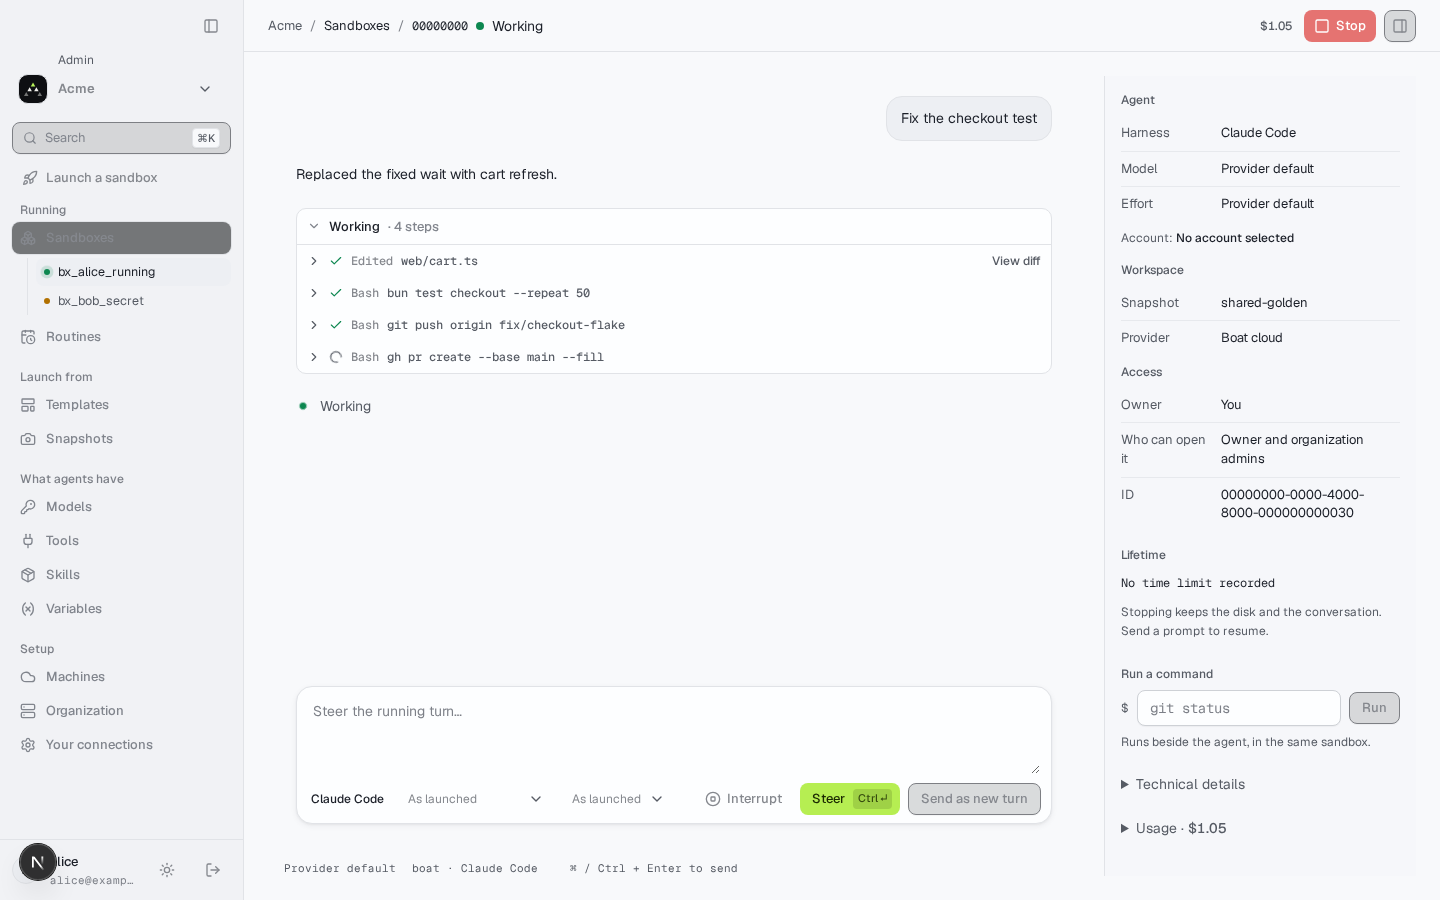 Admin
Acme
Search ⌘K
Launch a sandbox
Running
Sandboxes
bx_alice_running
bx_bob_secret
Routines
Launch from
Templates
Snapshots
What agents have
Models
Tools
Skills
Variables
Setup
Machines
Organization
Your connections
N
lice
alice@examp…
Acme / Sandboxes / 00000000 Working
$1.05 Stop
Fix the checkout test
Replaced the fixed wait with cart refresh.
Working · 4 steps
Edited web/cart.ts View diff
Bash bun test checkout --repeat 50
Bash git push origin fix/checkout-flake
Bash gh pr create --base main --fill
Working
Steer the running turn…
Claude Code As launched As launched Interrupt Steer Ctrl↵ Send as new turn
Provider default boat · Claude Code ⌘ / Ctrl + Enter to send
Agent
Harness Claude Code
Model Provider default
Effort Provider default
Account: No account selected
Workspace
Snapshot shared-golden
Provider Boat cloud
Access
Owner You
Who can open it Owner and organization admins
ID 00000000-0000-4000-
8000-000000000030
Lifetime
No time limit recorded
Stopping keeps the disk and the conversation.
Send a prompt to resume.
Run a command
$ git status Run
Runs beside the agent, in the same sandbox.
Technical details
Usage · $1.05